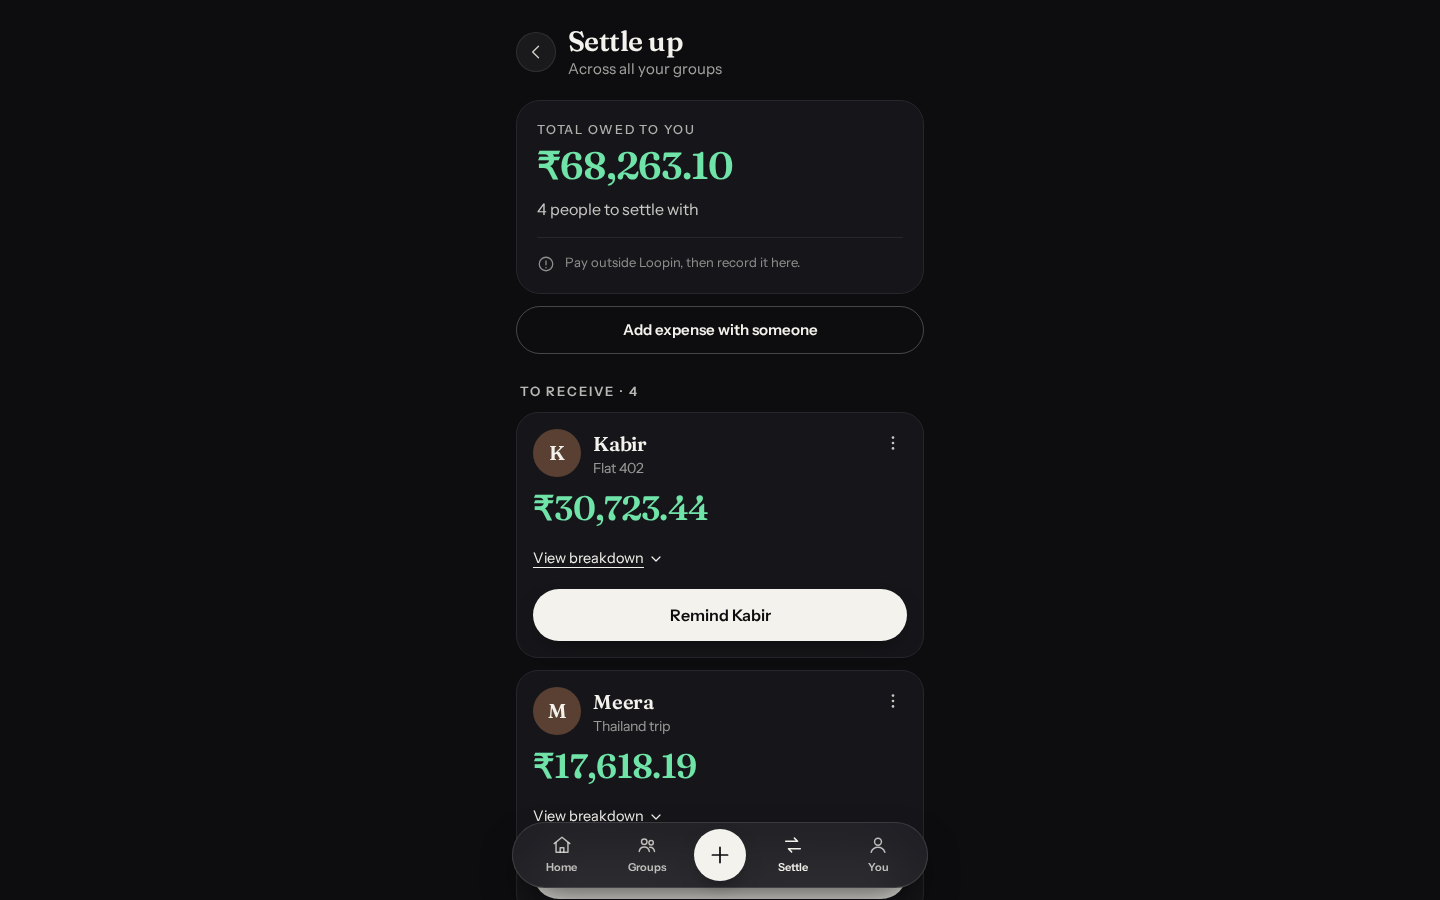 Settle up
Across all your groups
TOTAL OWED TO YOU
₹68,263.10
4 people to settle with
Pay outside Loopin, then record it here.
Add expense with someone
TO RECEIVE · 4
K
Kabir
Flat 402
₹30,723.44
View breakdown
Remind Kabir
M
Meera
Thailand trip
₹17,618.19
View breakdown
Home
Groups
Settle
You